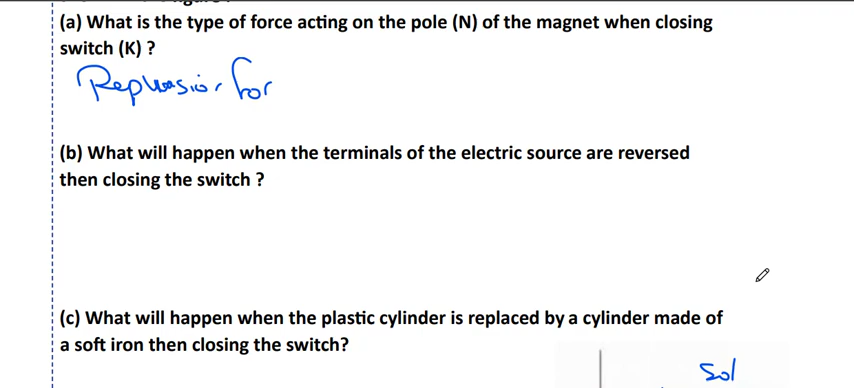 (a) What is the type of force acting on the pole (N) of the magnet when closing
switch (K) ?
(b) What will happen when the terminals of the electric source are reversed
then closing the switch ?
(c) What will happen when the plastic cylinder is replaced by a cylinder made of
a soft iron then closing the switch?
sol